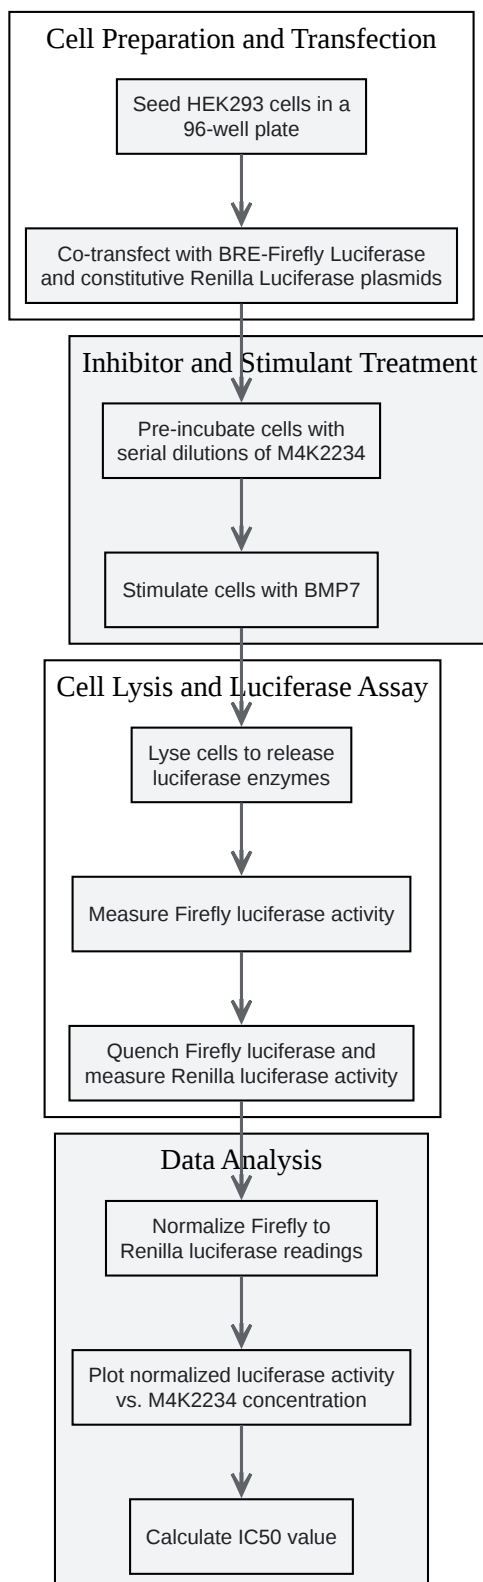 Cell Preparation and Transfection
Seed HEK293 cells in a
96-well plate
Co-transfect with BRE-Firefly Luciferase
and constitutive Renilla Luciferase plasmids
Inhibitor and Stimulant Treatment
Pre-incubate cells with
serial dilutions of M4K2234
Stimulate cells with BMP7
Cell Lysis and Luciferase Assay
Lyse cells to release
luciferase enzymes
Measure Firefly luciferase activity
Quench Firefly luciferase and
measure Renilla luciferase activity
Data Analysis
Normalize Firefly to
Renilla luciferase readings
Plot normalized luciferase activity
vs. M4K2234 concentration
Calculate IC50 value